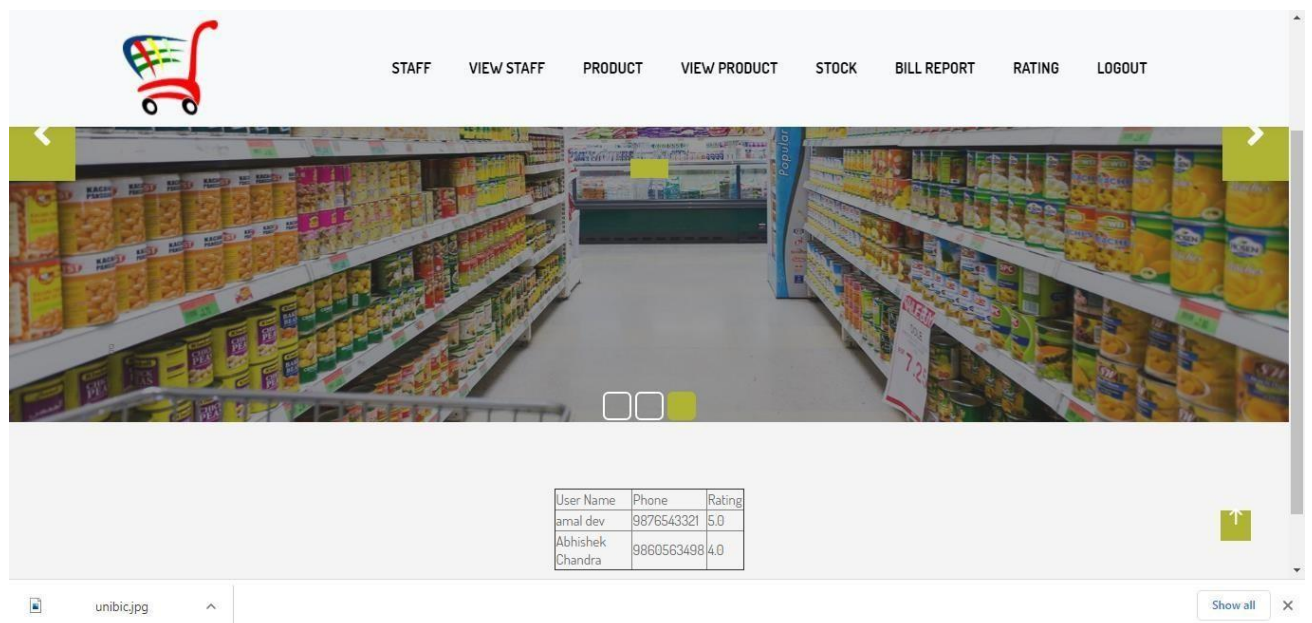 STAFF VIEW STAFF PRODUCT VIEW PRODUCT STOCK BILL REPORT RATING LOGOUT
Popular
User Name Phone Rating
amal dev 9876543321 5.0
Abhishek
Chandra 9860563498 4.0
unibic.jpg Show all